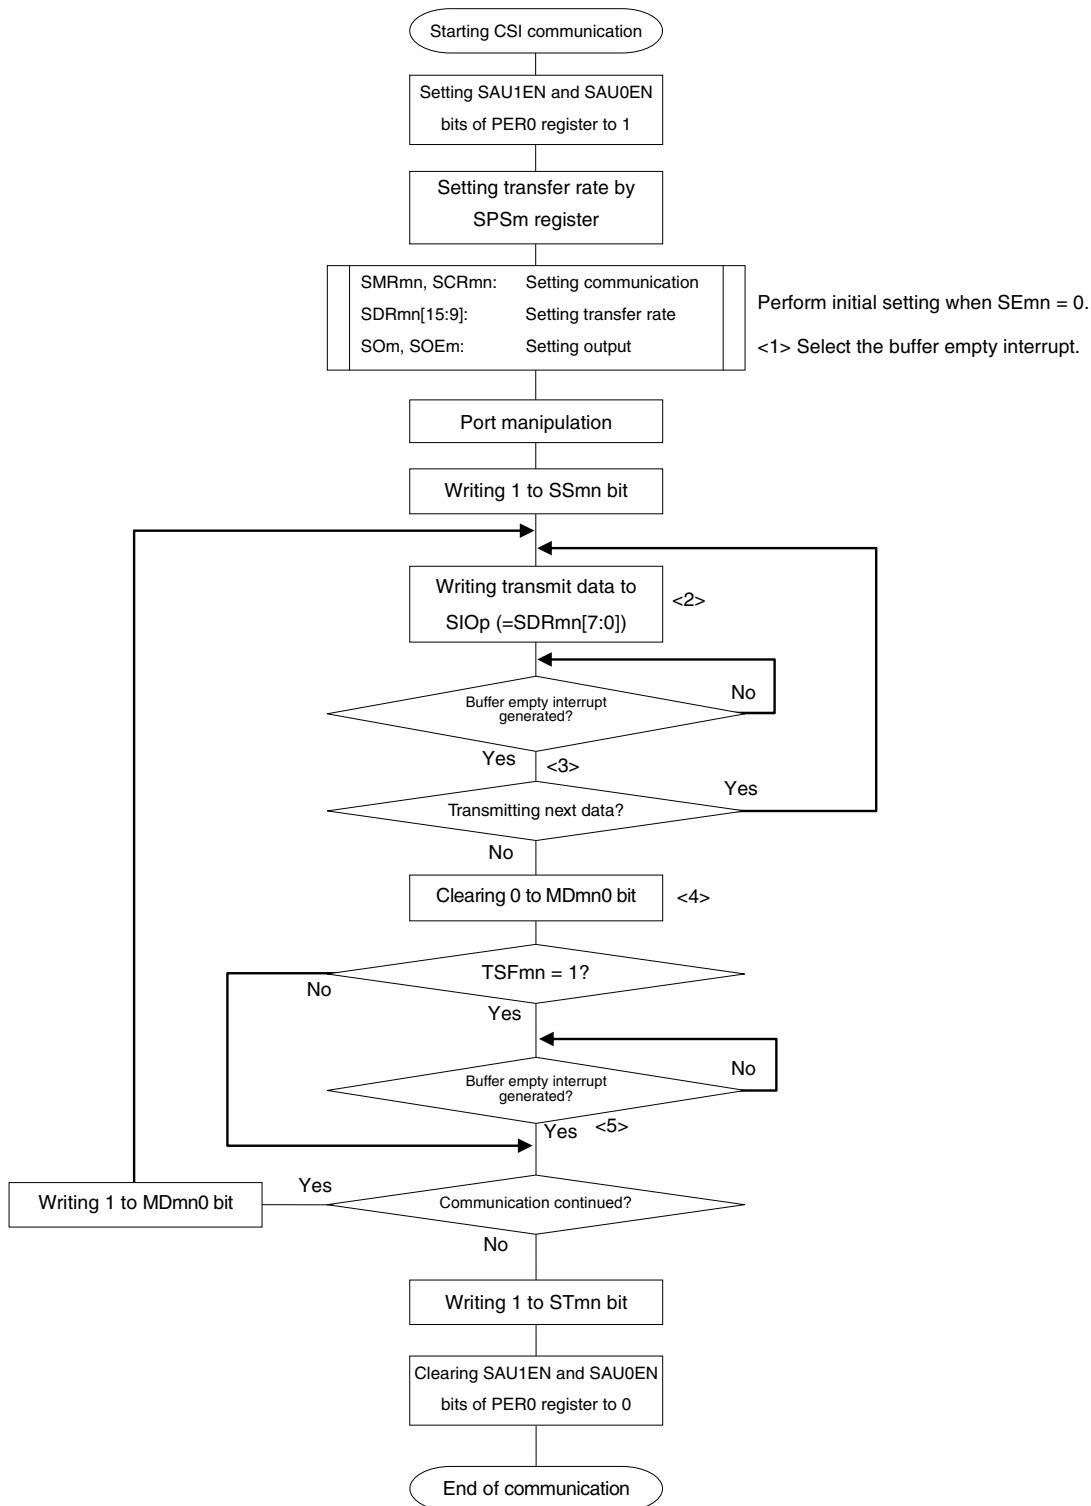 Starting CSI communication
Setting SAU1EN and SAU0EN
bits of PER0 register to 1
Setting transfer rate by
SPSm register
SMRmn, SCRmn: Setting communication
SDRmn[15:9]: Setting transfer rate
SOm, SOEm: Setting output
Perform initial setting when SEmn = 0.
<1> Select the buffer empty interrupt.
Port manipulation
Writing 1 to SSmn bit
Writing transmit data to
SIOp (=SDRmn[7:0])
<2>
Buffer empty interrupt
generated?
No
Yes
<3>
Transmitting next data?
Yes
No
Clearing 0 to MDmn0 bit
<4>
TSFmn = 1?
No
Yes
Buffer empty interrupt
generated?
No
Yes
<5>
Communication continued?
Yes
Writing 1 to MDmn0 bit
No
Writing 1 to STmn bit
Clearing SAU1EN and SAU0EN
bits of PER0 register to 0
End of communication